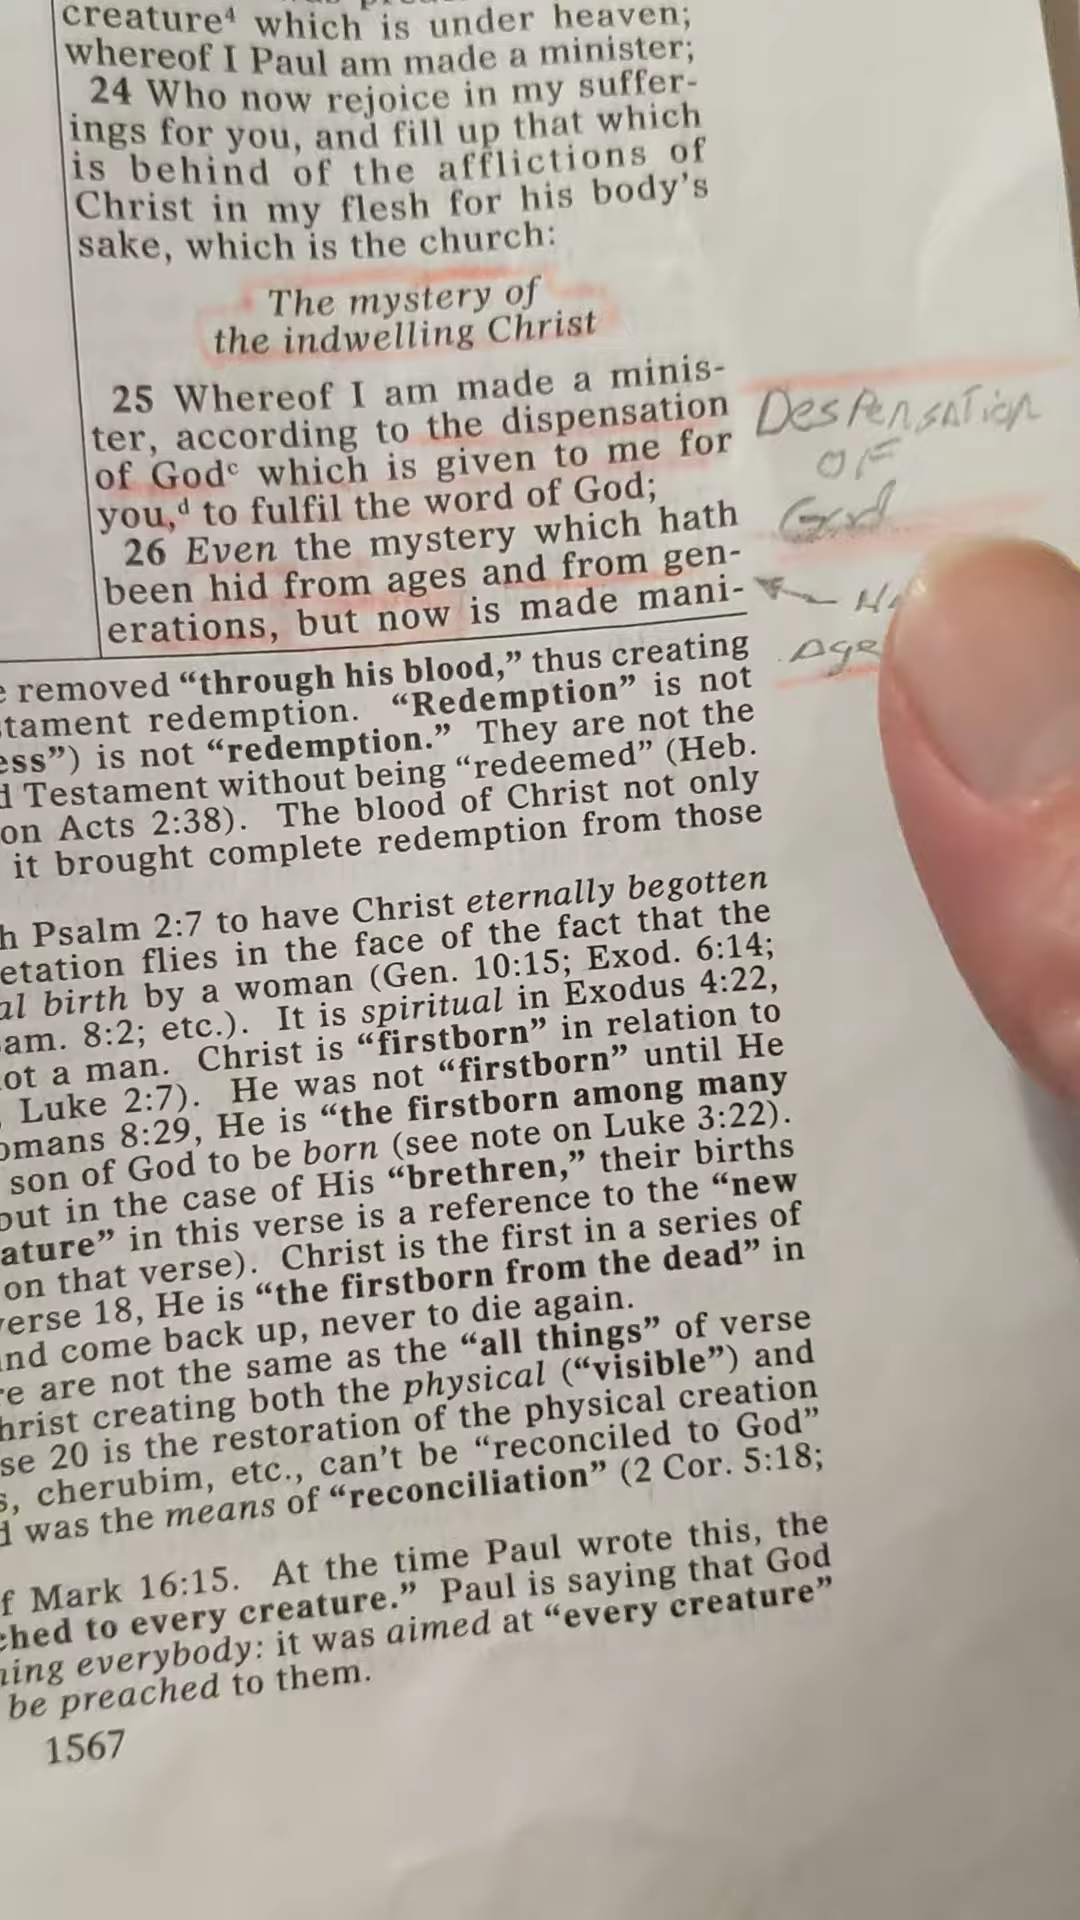 creature⁴ which is under heaven;
whereof I Paul am made a minister;
24 Who now rejoice in my suffer-
ings for you, and fill up that which
is behind of the afflictions of
Christ in my flesh for his body's
sake, which is the church:
The mystery of
the indwelling Christ
25 Whereof I am made a minis-
ter, according to the dispensation
of Godᶜ which is given to me for
you,ᵈ to fulfil the word of God;
26 Even the mystery which hath
been hid from ages and from gen-
erations, but now is made mani-
DesPensation
OF
God
Age
removed “through his blood,” thus creating
redemption. “Redemption” is not
is not “redemption.” They are not the
Testament without being “redeemed” (Heb.
on Acts 2:38). The blood of Christ not only
it brought complete redemption from those
Psalm 2:7 to have Christ eternally begotten
flies in the face of the fact that the
birth by a woman (Gen. 10:15; Exod. 6:14;
8:2; etc.). It is spiritual in Exodus 4:22,
a man. Christ is “firstborn” in relation to
Luke 2:7). He was not “firstborn” until He
8:29, He is “the firstborn among many
son of God to be born (see note on Luke 3:22).
but in the case of His “brethren,” their births
in this verse is a reference to the “new
on that verse). Christ is the first in a series of
verse 18, He is “the firstborn from the dead” in
and come back up, never to die again.
are not the same as the “all things” of verse
creating both the physical (“visible”) and
20 is the restoration of the physical creation
cherubim, etc., can’t be “reconciled to God”
was the means of “reconciliation” (2 Cor. 5:18;
Mark 16:15. At the time Paul wrote this, the
to every creature.” Paul is saying that God
everybody: it was aimed at “every creature”
be preached to them.
1567